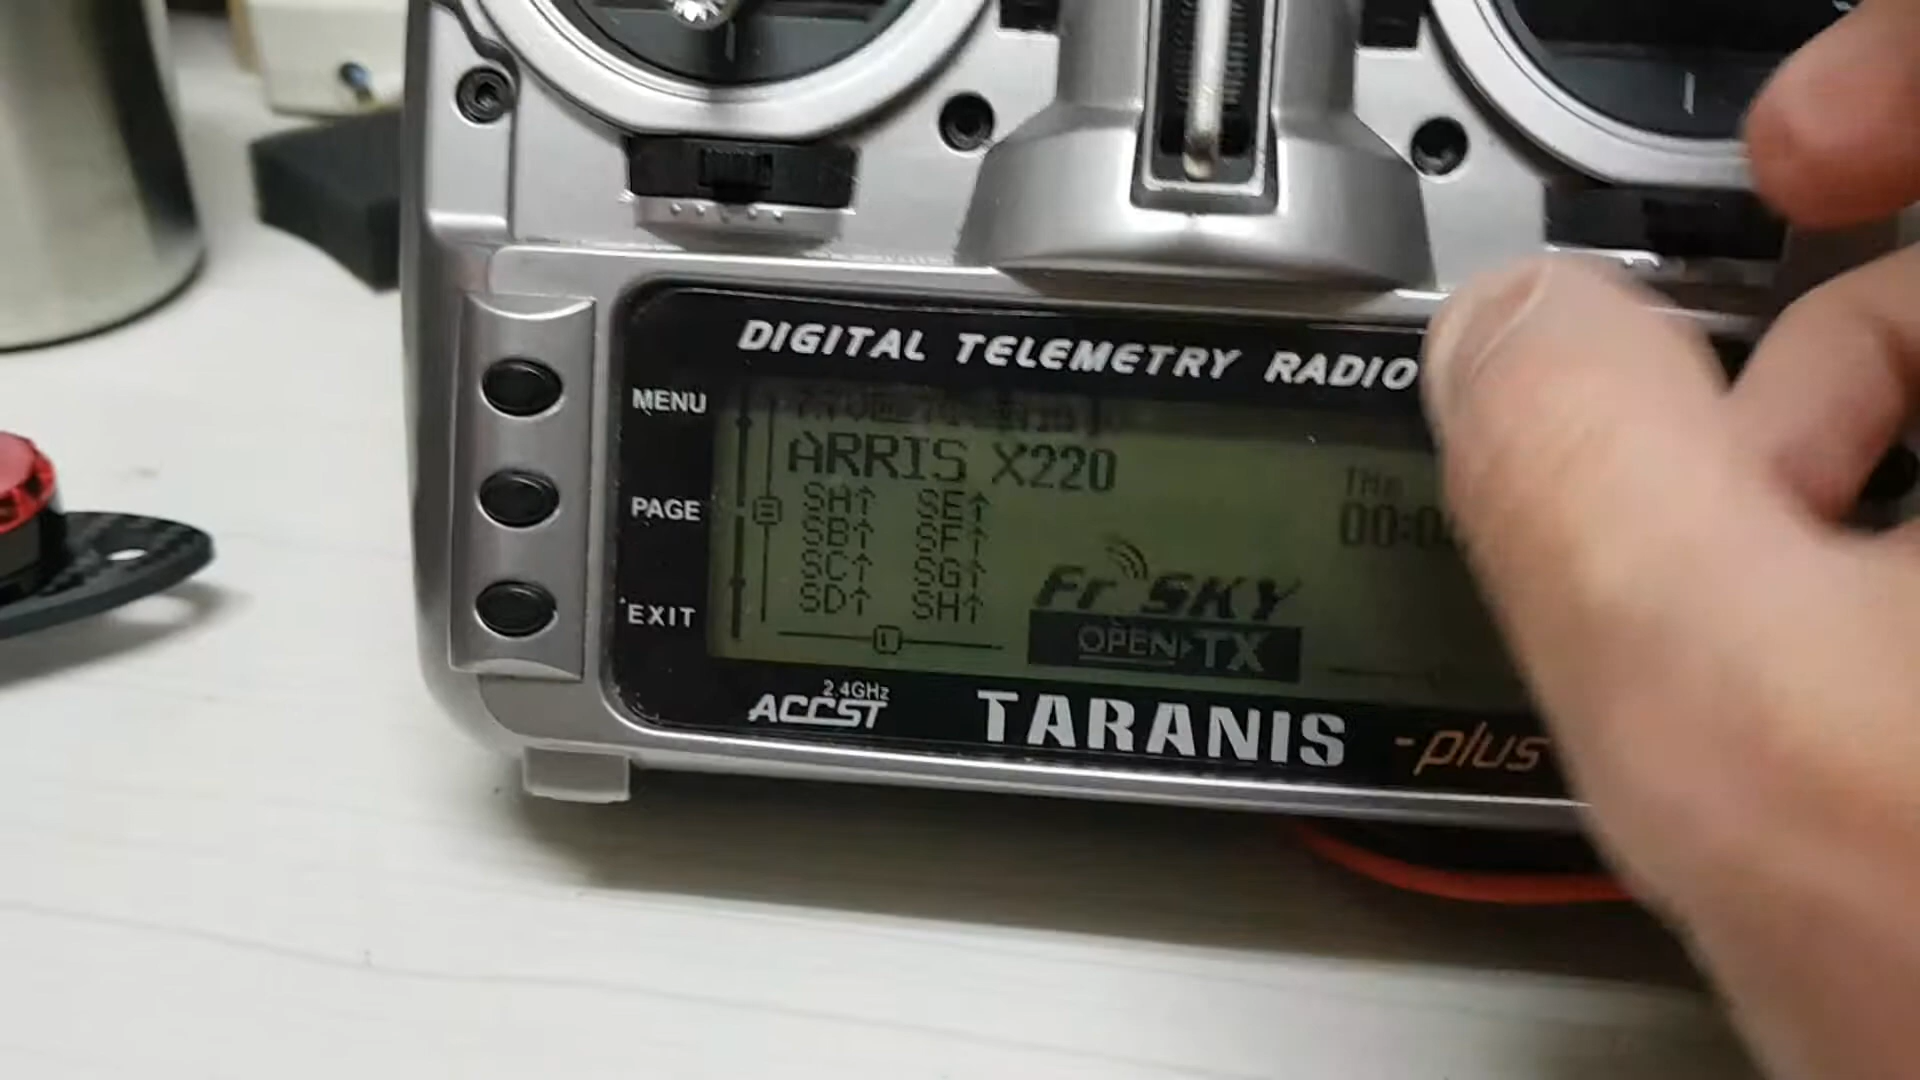 DIGITAL TELEMETRY RADIO
MENU
PAGE
EXIT
ARRIS X220
SA↑ SE↑
SB↑ SF↑
SC↑ SG↑
SD↑ SH↑
FrSKY
OPEN TX
2.4GHz
ACCST
TARANIS
-plus